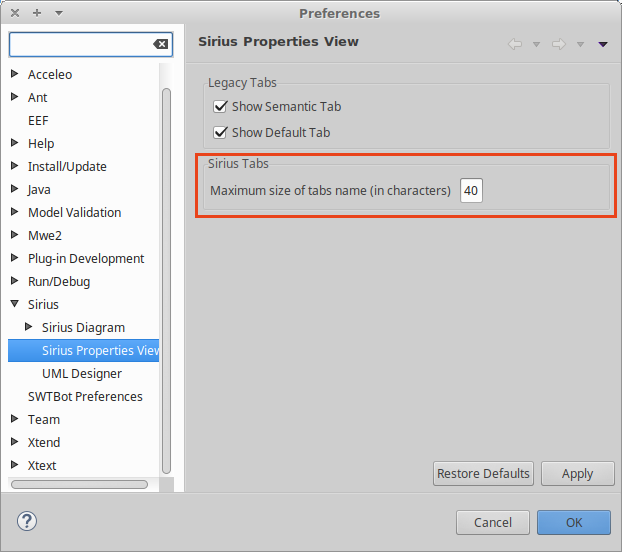 Preferences
Sirius Properties View
Acceleo
Ant
EEF
Help
Install/Update
Java
Model Validation
Mwe2
Plug-in Development
Run/Debug
Sirius
Sirius Diagram
Sirius Properties View
UML Designer
SWTBot Preferences
Team
Xtend
Xtext
Legacy Tabs
Show Semantic Tab
Show Default Tab
Sirius Tabs
Maximum size of tabs name (in characters) 40
Restore Defaults Apply
? Cancel OK